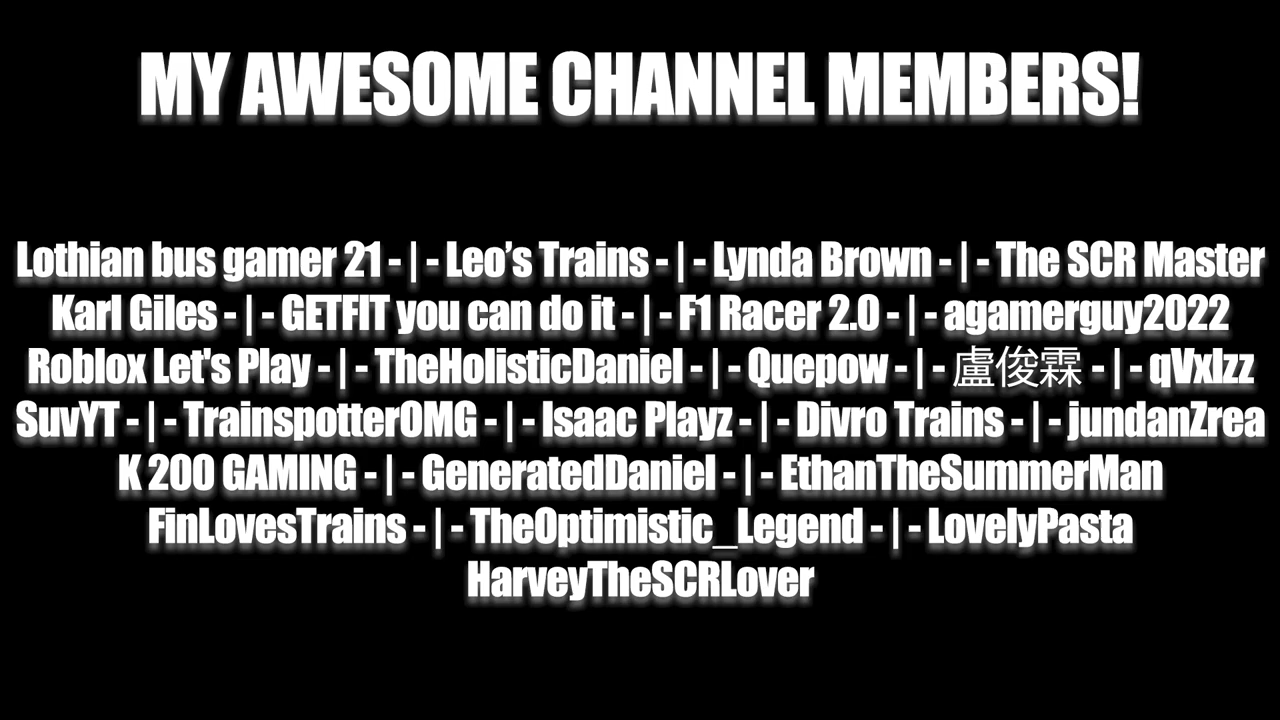 MY AWESOME CHANNEL MEMBERS!
Lothian bus gamer 21 - | - Leo’s Trains - | - Lynda Brown - | - The SCR Master
Karl Giles - | - GETFIT you can do it - | - F1 Racer 2.0 - | - agamerguy2022
Roblox Let's Play - | - TheHolisticDaniel - | - Quepow - | - 盧俊霖 - | - qVxlzz
SuvYT - | - TrainspotterOMG - | - Isaac Playz - | - Divro Trains - | - jundanZrea
K 200 GAMING - | - GeneratedDaniel - | - EthanTheSummerMan
FinLovesTrains - | - TheOptimistic_Legend - | - LovelyPasta
HarveyTheSCRLover